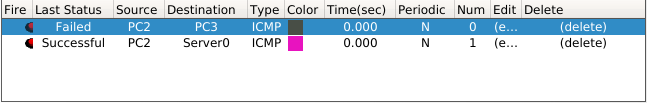 Fire Last Status Source Destination Type Color Time(sec) Periodic Num Edit Delete
Failed PC2 PC3 ICMP 0.000 N 0 (e... (delete)
Successful PC2 Server0 ICMP 0.000 N 1 (e... (delete)